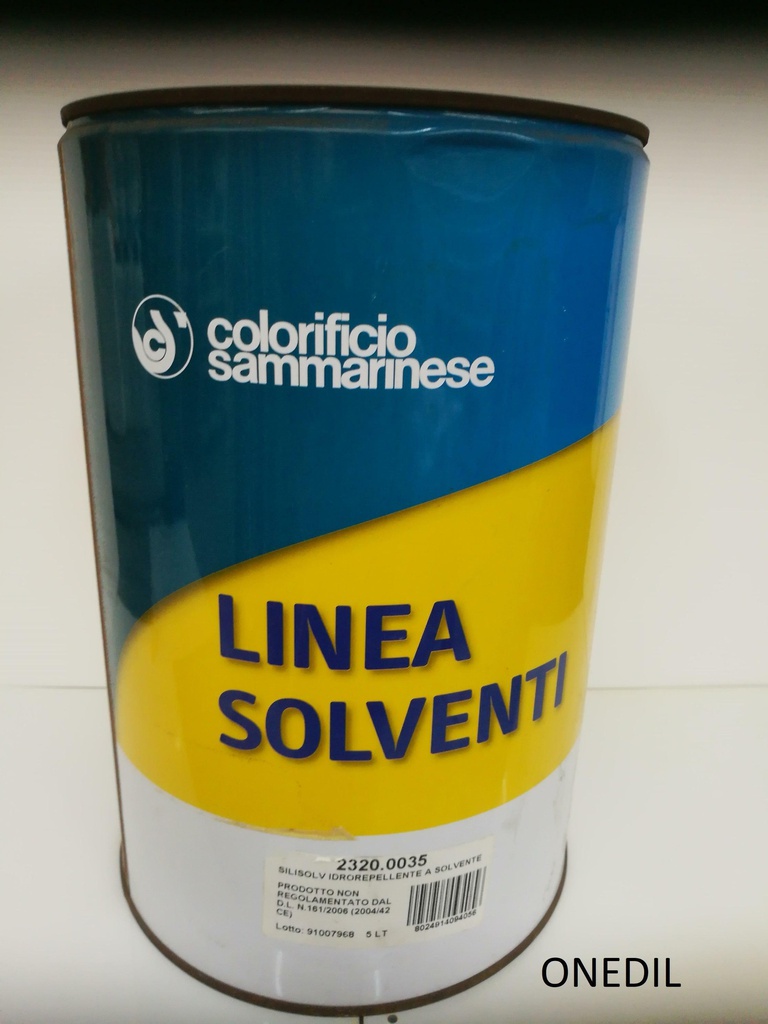 colorificio
sammarinese
LINEA
SOLVENTI
2320.0035
SILISOLV IDROREPELLENTE A SOLVENTE
PRODOTTO NON
REGOLAMENTATO DAL
D.L. N.161/2006 (2004/42
CE)
Lotto: 91007968 5 LT
8024914094056
ONEDIL